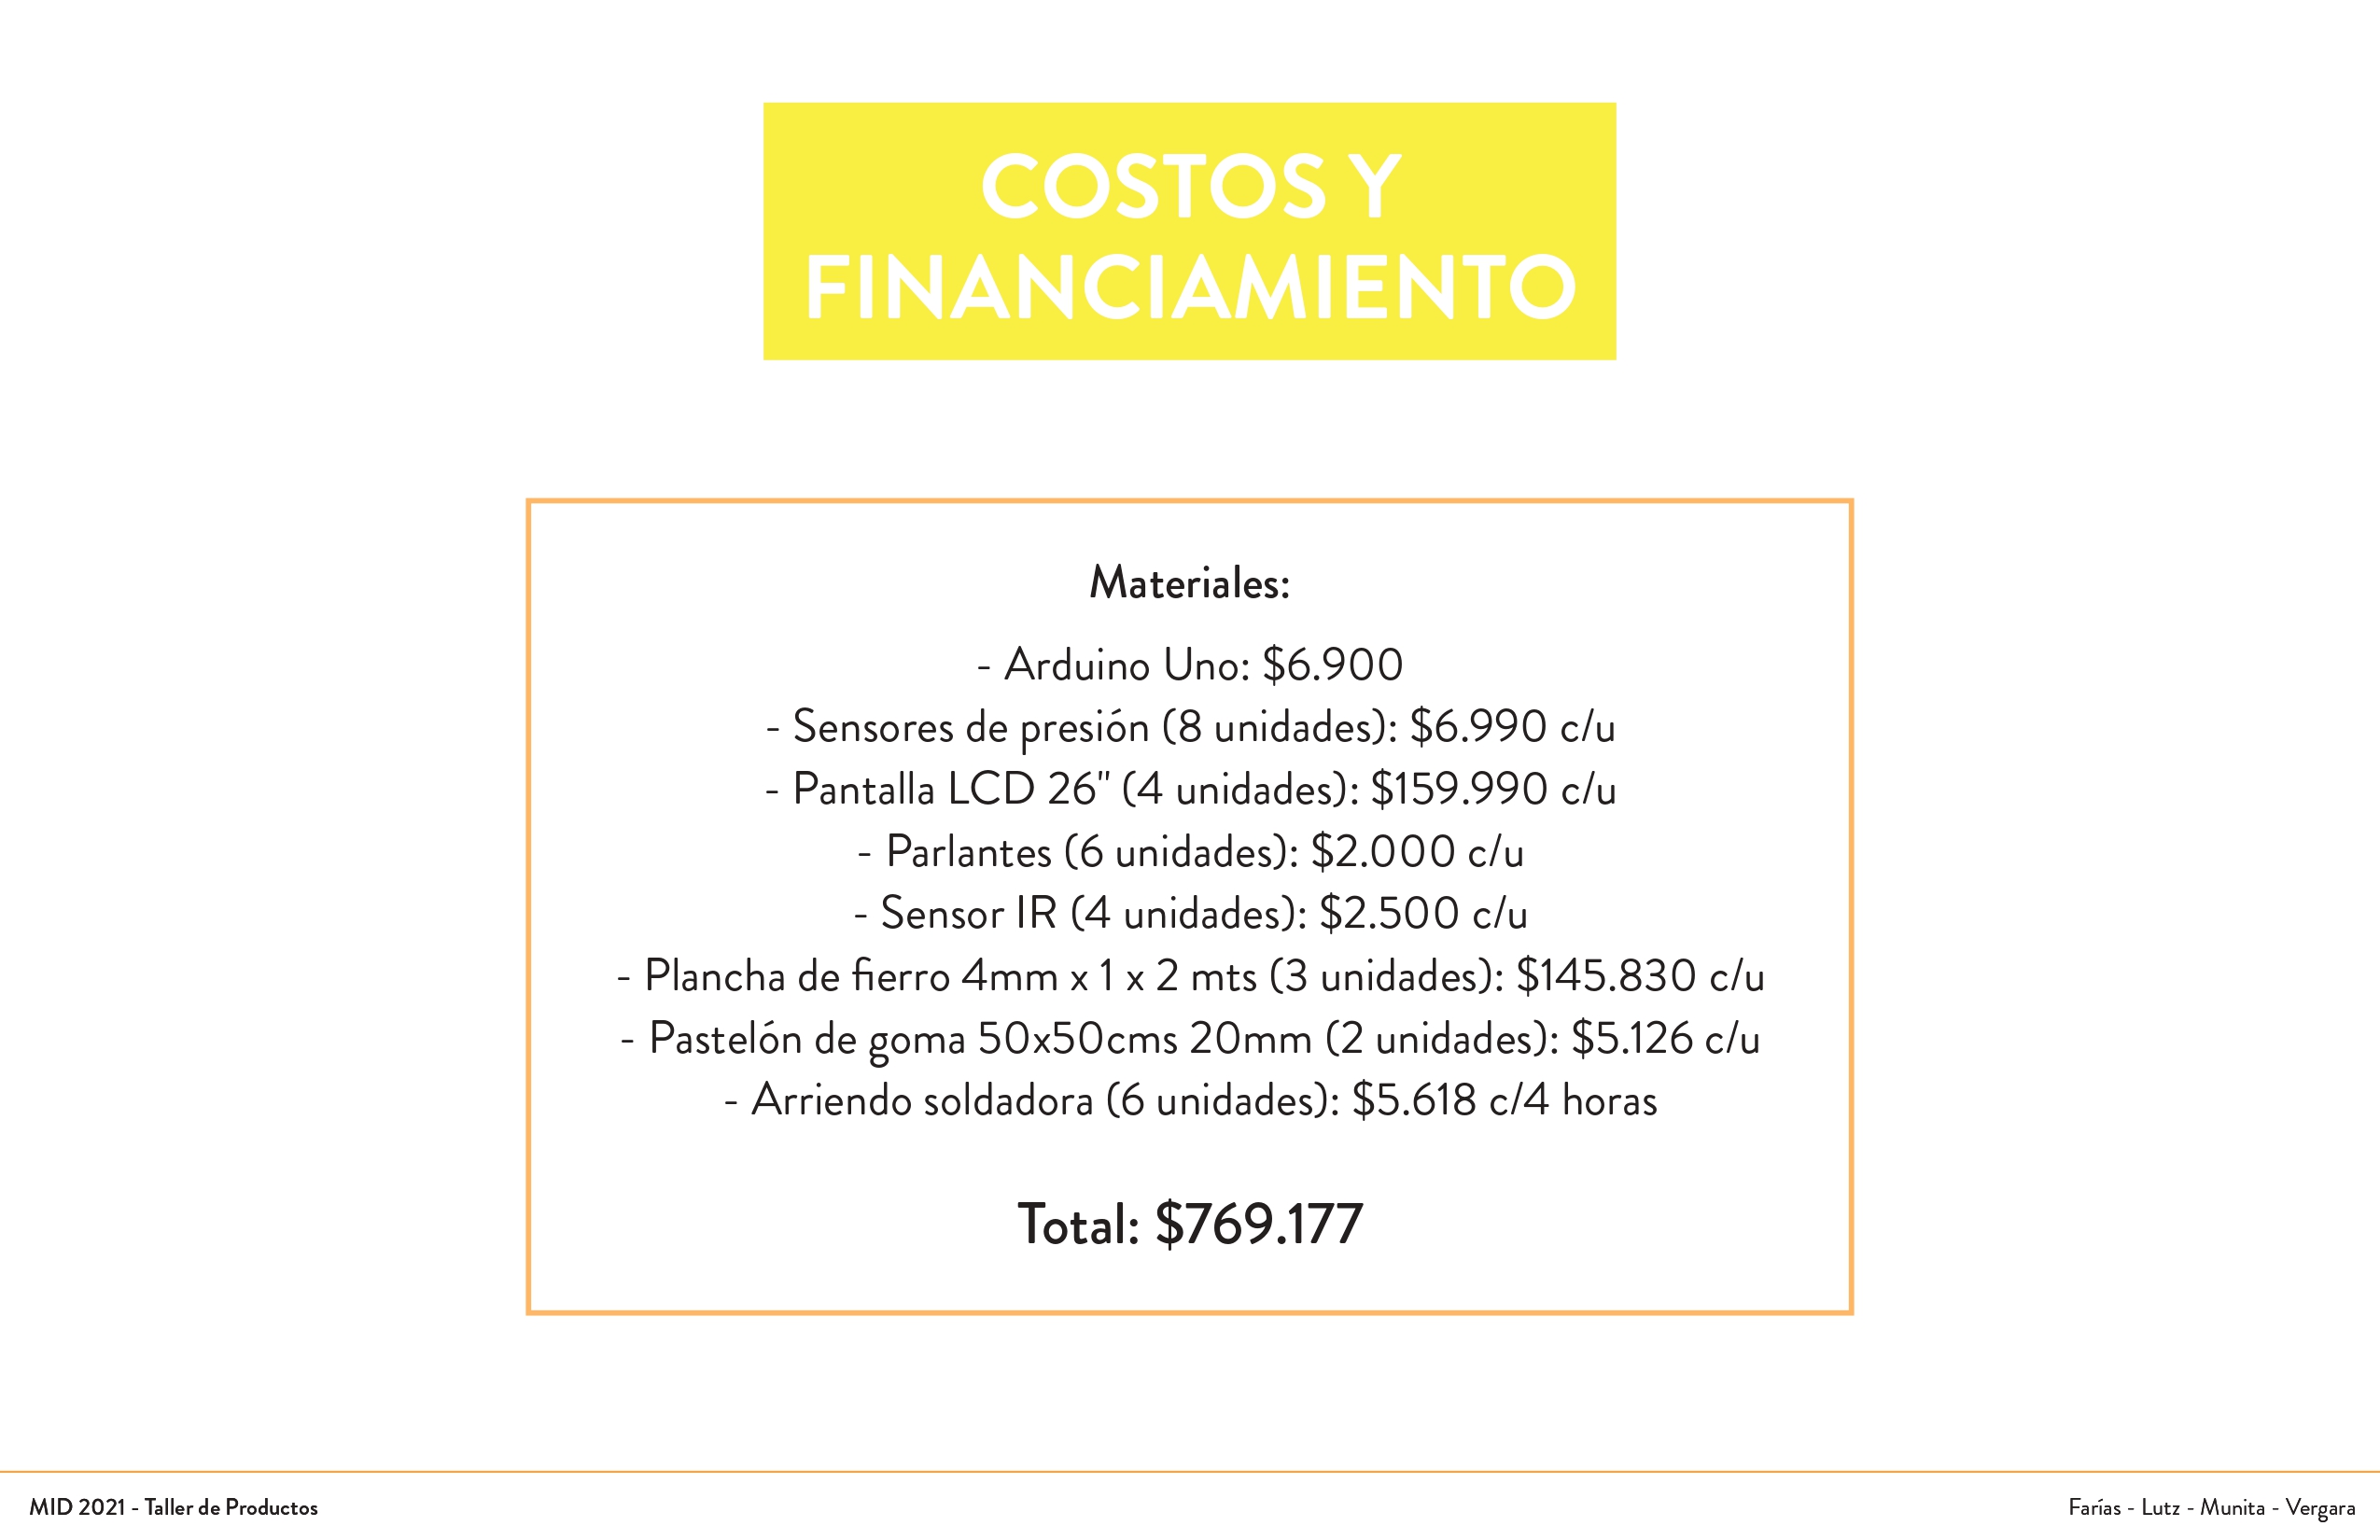 COSTOS Y
FINANCIAMIENTO
Materiales:
- Arduino Uno: $6.900
- Sensores de presión (8 unidades): $6.990 c/u
- Pantalla LCD 26" (4 unidades): $159.990 c/u
- Parlantes (6 unidades): $2.000 c/u
- Sensor IR (4 unidades): $2.500 c/u
- Plancha de fierro 4mm x 1 x 2 mts (3 unidades): $145.830 c/u
- Pastelón de goma 50x50cms 20mm (2 unidades): $5.126 c/u
- Arriendo soldadora (6 unidades): $5.618 c/4 horas
Total: $769.177
MID 2021 - Taller de Productos
Farías - Lutz - Munita - Vergara